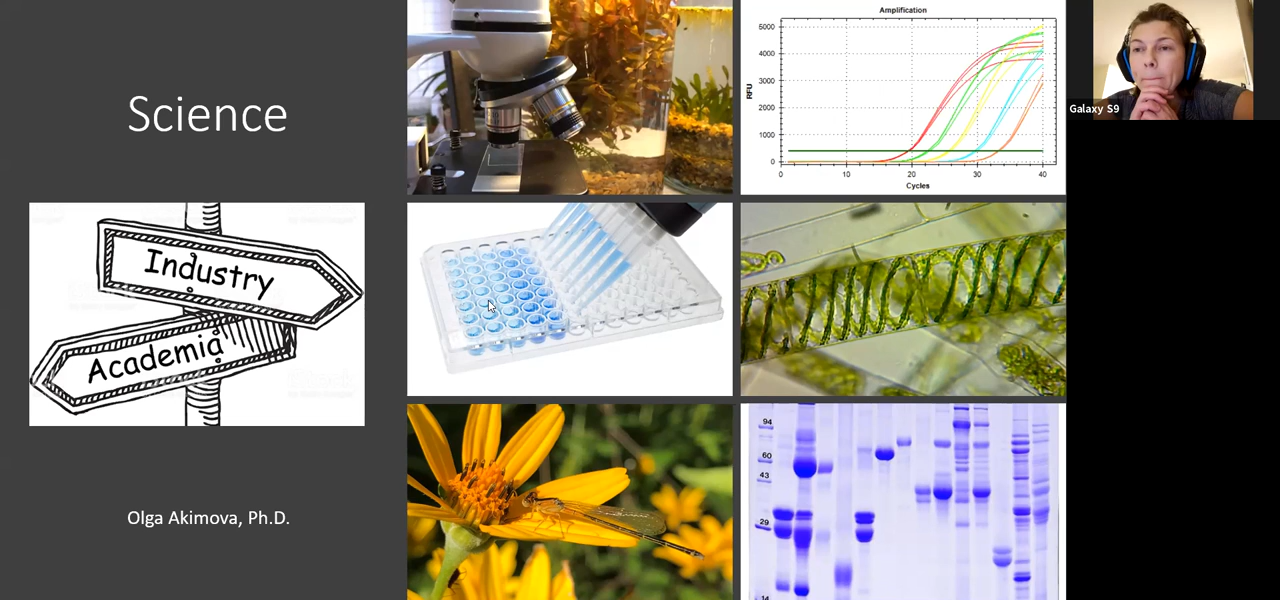 Science
Industry
Academia
Olga Akimova, Ph.D.
Amplification
RFU
5000
4000
3000
2000
1000
0
0 10 20 30 40
Cycles
94
60
43
29
14
Galaxy S9